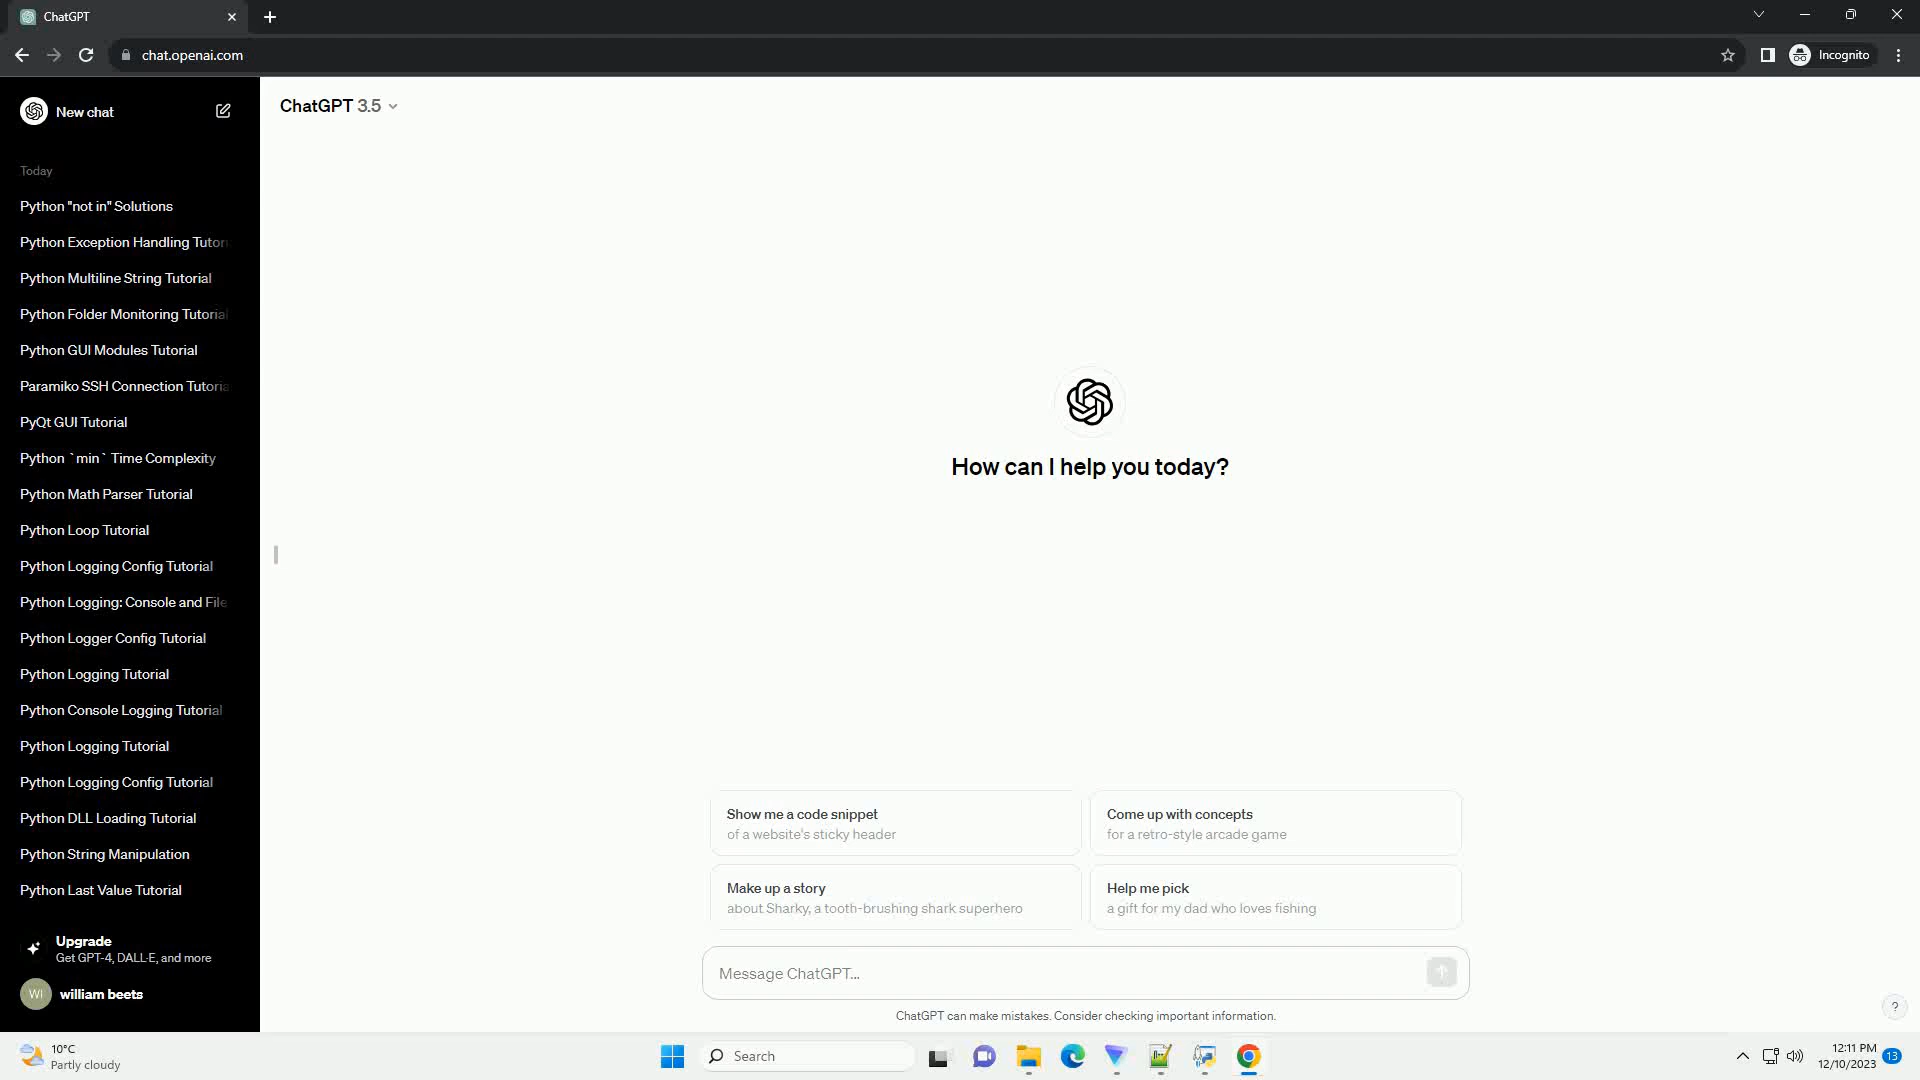 ChatGPT
chat.openai.com
Incognito
New chat
ChatGPT 3.5
Today
Python "not in" Solutions
Python Exception Handling Tutori
Python Multiline String Tutorial
Python Folder Monitoring Tutorial
Python GUI Modules Tutorial
Paramiko SSH Connection Tutoria
PyQt GUI Tutorial
Python `min` Time Complexity
Python Math Parser Tutorial
Python Loop Tutorial
Python Logging Config Tutorial
Python Logging: Console and File
Python Logger Config Tutorial
Python Logging Tutorial
Python Console Logging Tutorial
Python Logging Tutorial
Python Logging Config Tutorial
Python DLL Loading Tutorial
Python String Manipulation
Python Last Value Tutorial
Upgrade
Get GPT-4, DALL·E, and more
WI
william beets
How can I help you today?
Show me a code snippet
of a website's sticky header
Come up with concepts
for a retro-style arcade game
Make up a story
about Sharky, a tooth-brushing shark superhero
Help me pick
a gift for my dad who loves fishing
Message ChatGPT...
ChatGPT can make mistakes. Consider checking important information.
?
10°C
Partly cloudy
Search
12:11 PM
12/10/2023
13